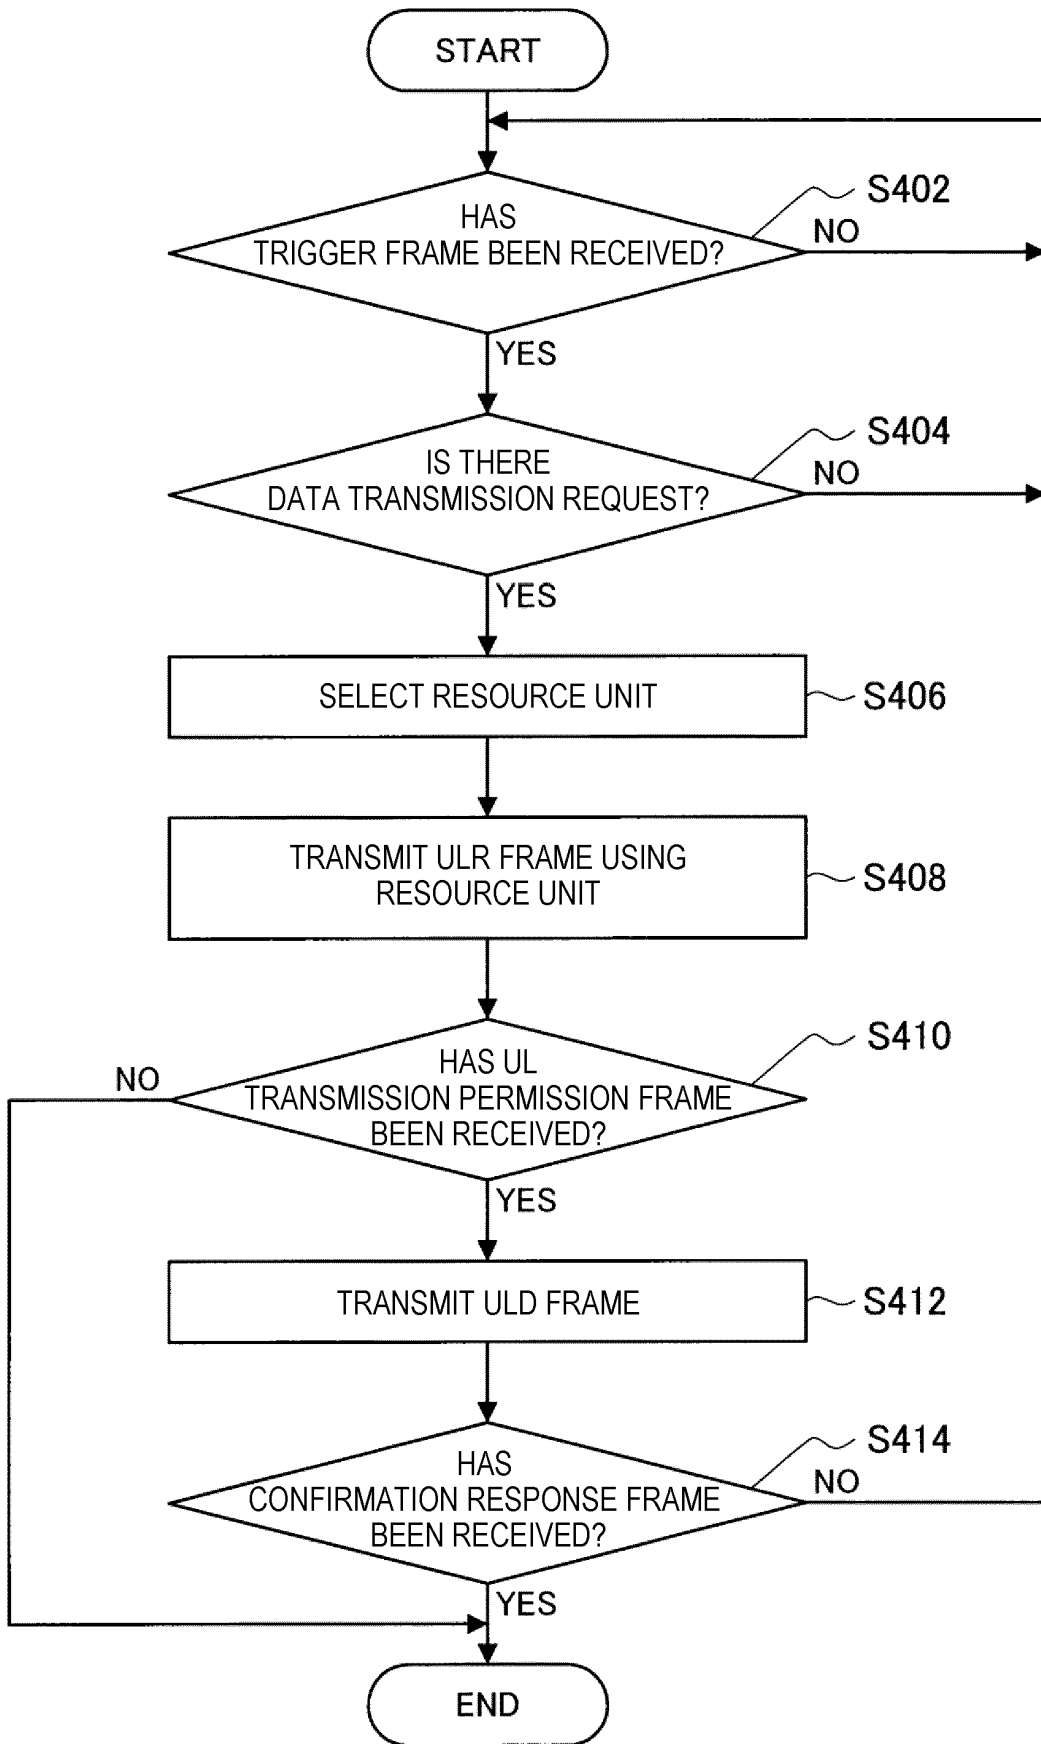 START
S402
HAS
TRIGGER FRAME BEEN RECEIVED?
NO
YES
S404
IS THERE
DATA TRANSMISSION REQUEST?
NO
YES
SELECT RESOURCE UNIT
S406
TRANSMIT ULR FRAME USING
RESOURCE UNIT
S408
S410
HAS UL
TRANSMISSION PERMISSION FRAME
BEEN RECEIVED?
NO
YES
TRANSMIT ULD FRAME
S412
S414
HAS
CONFIRMATION RESPONSE FRAME
BEEN RECEIVED?
NO
YES
END